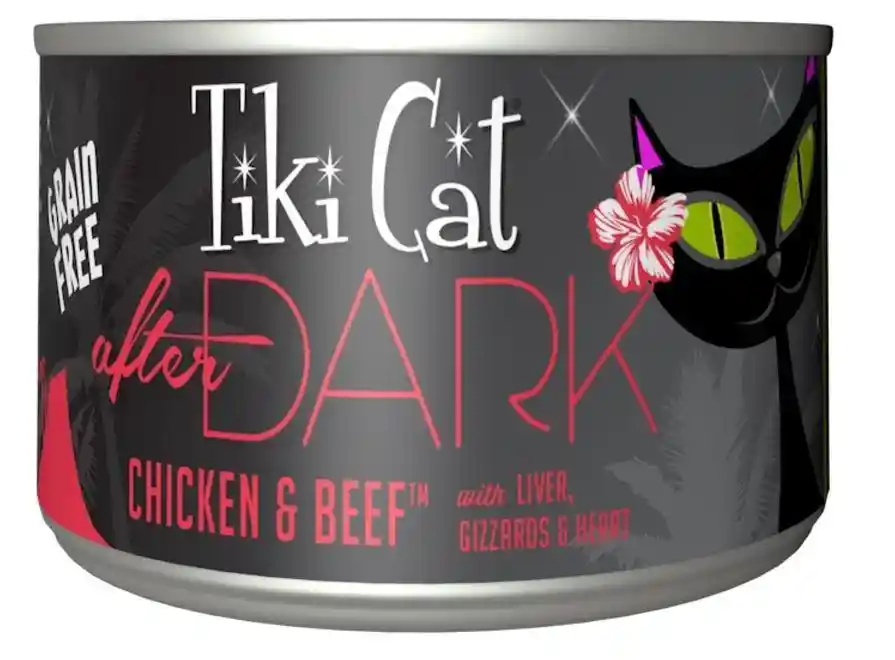 GRAIN
FREE
Tiki Cat
after DARK
CHICKEN & BEEF™
with LIVER,
GIZZARDS & HEART